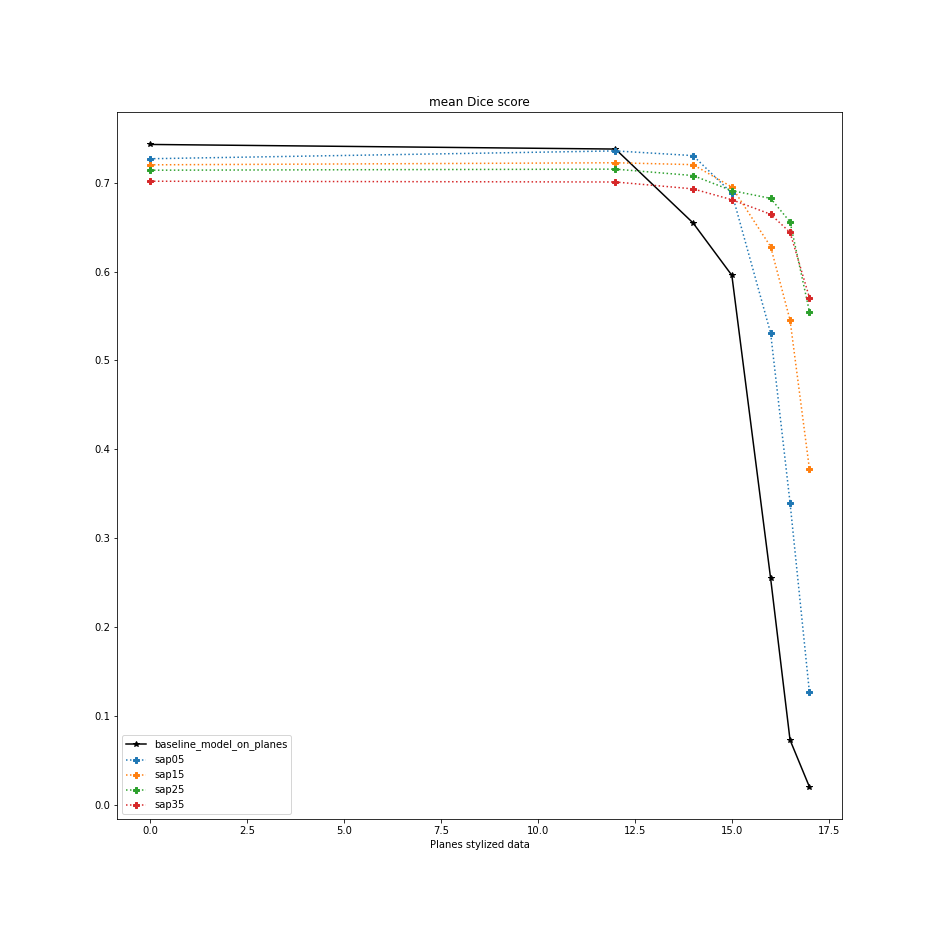 mean Dice score
0.7
0.6
0.5
0.4
0.3
0.2
0.1
0.0
baseline_model_on_planes
sap05
sap15
sap25
sap35
0.0 2.5 5.0 7.5 10.0 12.5 15.0 17.5
Planes stylized data